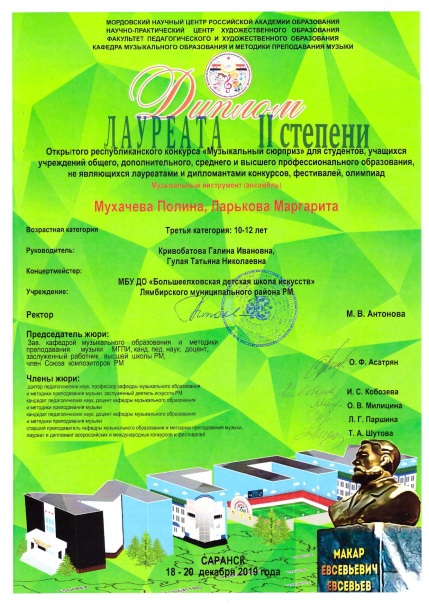 МОРДОВСКИЙ НАУЧНЫЙ ЦЕНТР РОССИЙСКОЙ АКАДЕМИИ ОБРАЗОВАНИЯ
НАУЧНО-ПРАКТИЧЕСКИЙ ЦЕНТР ХУДОЖЕСТВЕННОГО ОБРАЗОВАНИЯ
ФАКУЛЬТЕТ ПЕДАГОГИЧЕСКОГО И ХУДОЖЕСТВЕННОГО ОБРАЗОВАНИЯ
КАФЕДРА МУЗЫКАЛЬНОГО ОБРАЗОВАНИЯ И МЕТОДИКИ ПРЕПОДАВАНИЯ МУЗЫКИ
Диплом
ЛАУРЕАТА II степени
Открытого республиканского конкурса «Музыкальный сюрприз» для студентов, учащихся
учреждений общего, дополнительного, среднего и высшего профессионального образования,
не являющихся лауреатами и дипломантами конкурсов, фестивалей, олимпиад
Музыкальный инструмент (ансамбль)
Мухачева Полина, Ларькова Маргарита
Возрастная категория Третья категория: 10-12 лет
Руководитель: Кривобатова Галина Ивановна,
Гулая Татьяна Николаевна
Концертмейстер:
МБУ ДО «Большеелховская детская школа искусств»
Учреждение: Лямбирского муниципального района РМ
Ректор М. В. Антонова
Председатель жюри:
Зав. кафедрой музыкального образования и методики
преподавания музыки МГПИ, канд. пед. наук, доцент,
заслуженный работник высшей школы РМ,
член Союза композиторов РМ
О. Ф. Асатрян
Члены жюри:
доктор педагогических наук, профессор кафедры музыкального образования
и методики преподавания музыки, заслуженный деятель искусств РМ
И. С. Кобозева
кандидат педагогических наук, доцент кафедры музыкального образования
и методики преподавания музыки
О. В. Милицина
кандидат педагогических наук, доцент кафедры музыкального образования
и методики преподавания музыки
Л. Г. Паршина
старший преподаватель кафедры музыкального образования и методики преподавания музыки,
лауреат и дипломант всероссийских и международных конкурсов и фестивалей
Т. А. Шутова
САРАНСК
18 - 20 декабря 2019 года
МАКАР
ЕВСЕВЬЕВИЧ
ЕВСЕВЬЕВ